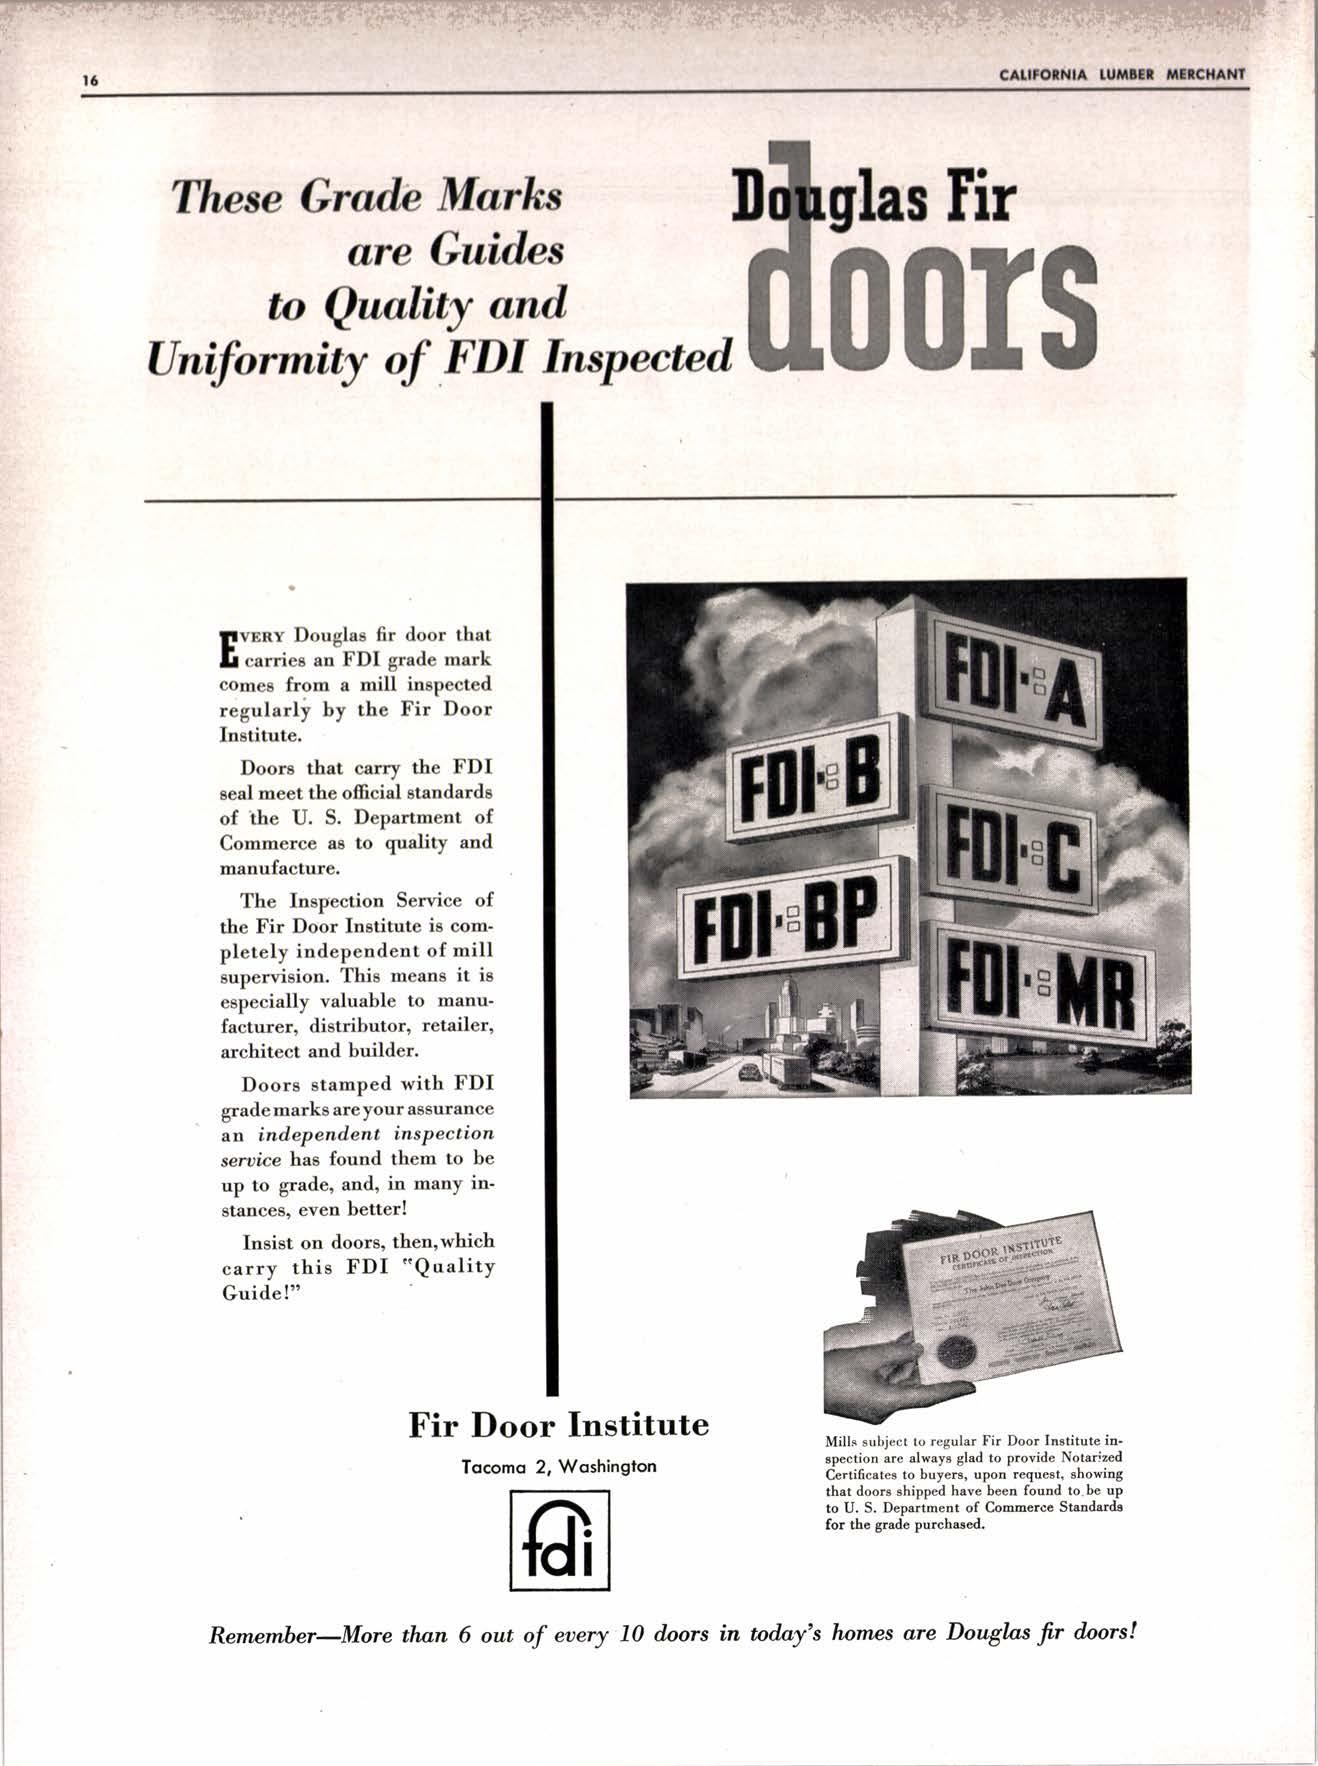 16
CALIFORNIA LUMBER MERCHANT
These Grade Marks
are Guides
to Quality and
Uniformity of FDI Inspected
Douglas Fir
doors
EVERY Douglas fir door that
carries an FDI grade mark
comes from a mill inspected
regularly by the Fir Door
Institute.
Doors that carry the FDI
seal meet the official standards
of the U. S. Department of
Commerce as to quality and
manufacture.
The Inspection Service of
the Fir Door Institute is com-
pletely independent of mill
supervision. This means it is
especially valuable to manu-
facturer, distributor, retailer,
architect and builder.
Doors stamped with FDI
grade marks are your assurance
an independent inspection
service has found them to be
up to grade, and, in many in-
stances, even better!
Insist on doors, then, which
carry this FDI "Quality
Guide!"
FDI A
FDI B
FDI C
FDI BP
FDI MR
FIR DOOR INSTITUTE
CERTIFICATE OF INSPECTION
The John Doe Door Company
Mills subject to regular Fir Door Institute in-
spection are always glad to provide Notarized
Certificates to buyers, upon request, showing
that doors shipped have been found to be up
to U. S. Department of Commerce Standards
for the grade purchased.
Fir Door Institute
Tacoma 2, Washington
fdi
Remember—More than 6 out of every 10 doors in today's homes are Douglas fir doors!